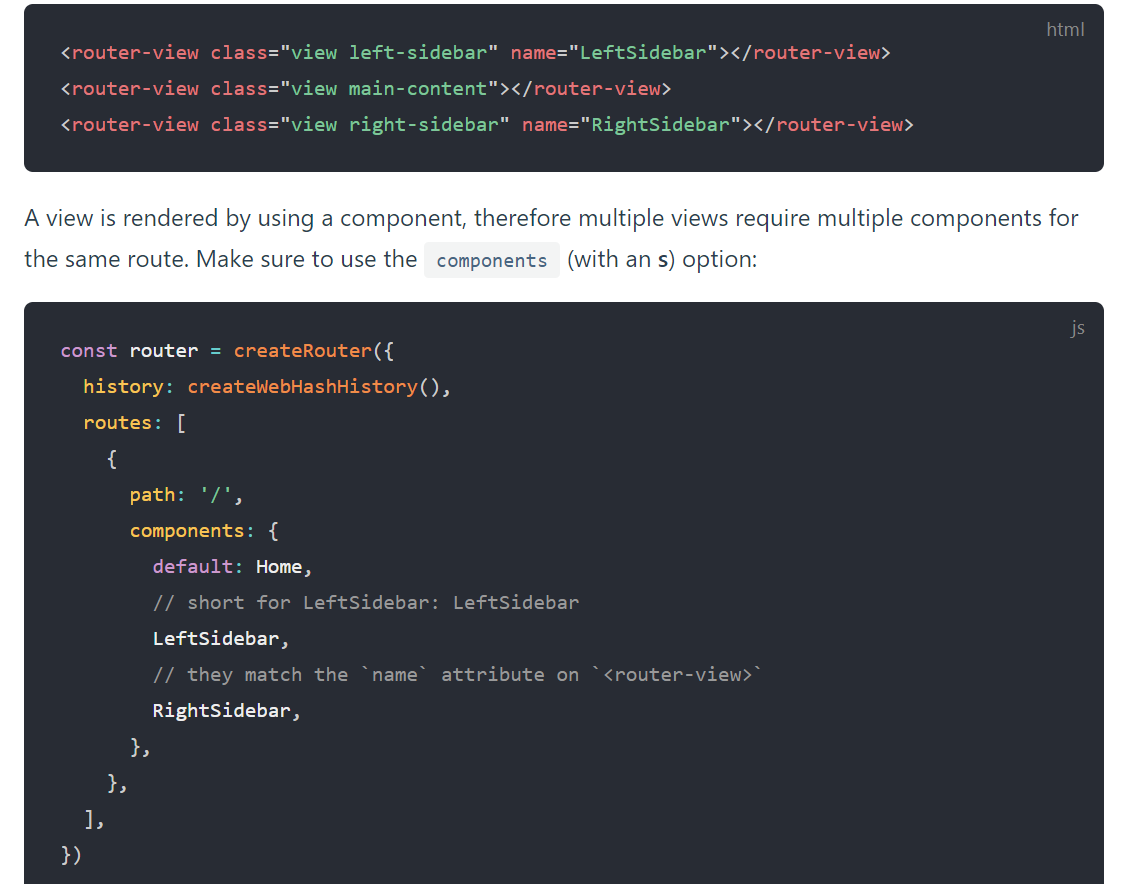 html
<router-view class="view left-sidebar" name="LeftSidebar"></router-view>
<router-view class="view main-content"></router-view>
<router-view class="view right-sidebar" name="RightSidebar"></router-view>
A view is rendered by using a component, therefore multiple views require multiple components for
the same route. Make sure to use the components (with an s) option:
js
const router = createRouter({
  history: createWebHashHistory(),
  routes: [
    {
      path: '/',
      components: {
        default: Home,
        // short for LeftSidebar: LeftSidebar
        LeftSidebar,
        // they match the `name` attribute on `<router-view>`
        RightSidebar,
      },
    },
  ],
})